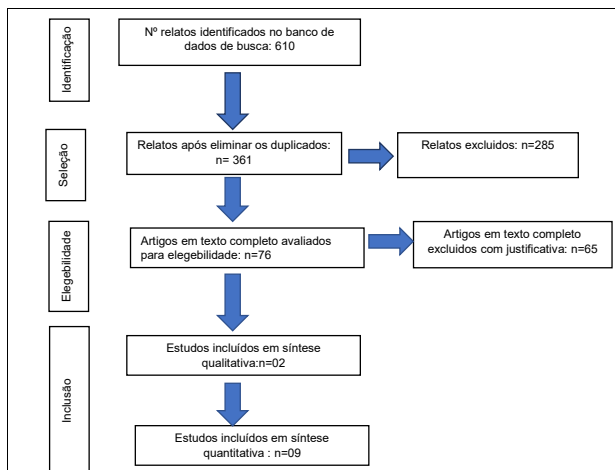 Identificação
Nº relatos identificados no banco de
dados de busca: 610
Seleção
Relatos após eliminar os duplicados:
n= 361
Relatos excluidos: n=285
Elegebilidade
Artigos em texto completo avaliados
para elegebilidade: n=76
Artigos em texto completo
excluidos com justificativa: n=65
Inclusão
Estudos incluídos em síntese
qualitativa:n=02
Estudos incluídos em síntese
quantitativa : n=09